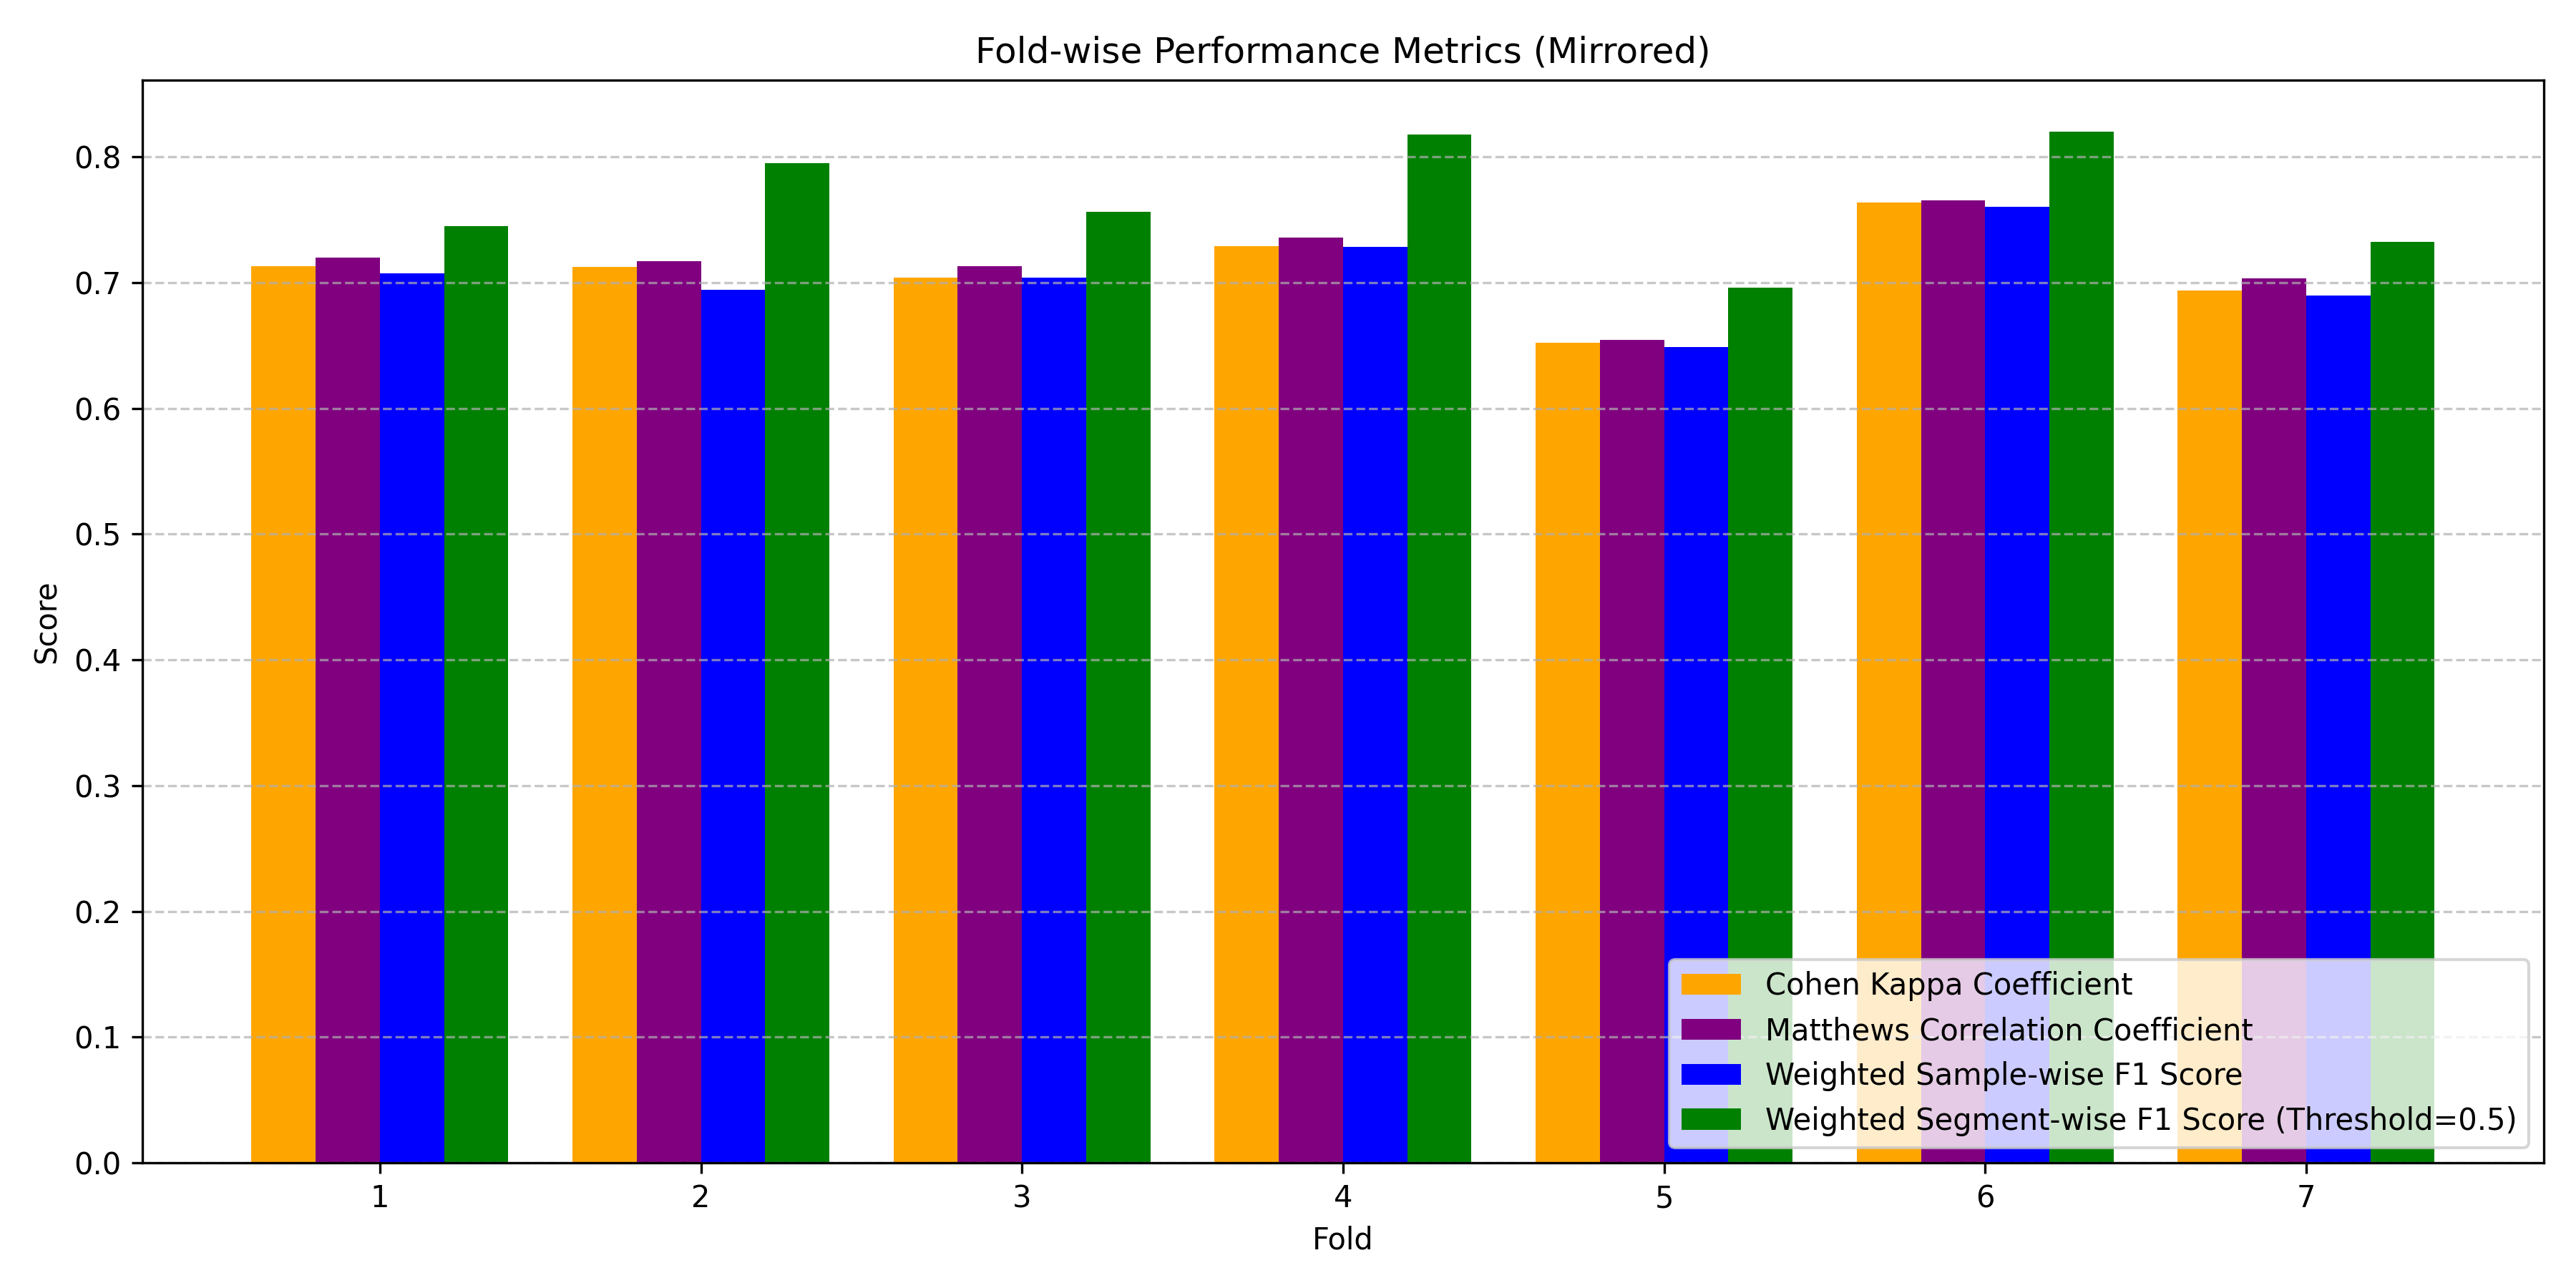 Fold-wise Performance Metrics (Mirrored)
Score
0.8
0.7
0.6
0.5
0.4
0.3
0.2
0.1
0.0
1 2 3 4 5 6 7
Fold
Cohen Kappa Coefficient
Matthews Correlation Coefficient
Weighted Sample-wise F1 Score
Weighted Segment-wise F1 Score (Threshold=0.5)